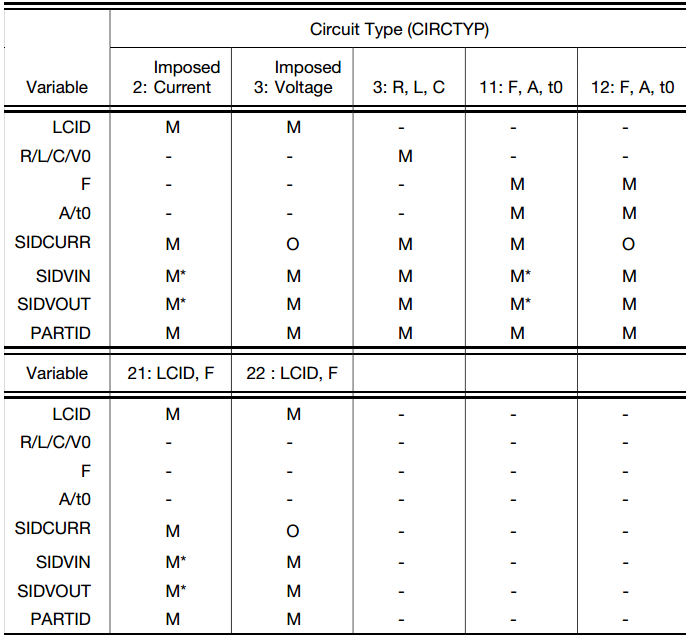 Circuit Type (CIRCTYP)
Variable Imposed 2: Current Imposed 3: Voltage 3: R, L, C 11: F, A, t0 12: F, A, t0
LCID M M - - -
R/L/C/V0 - - M - -
F - - - M M
A/t0 - - - M M
SIDCURR M O M M O
SIDVIN M* M M M* M
SIDVOUT M* M M M* M
PARTID M M M M M
Variable 21: LCID, F 22 : LCID, F
LCID M M - - -
R/L/C/V0 - - - - -
F - - - - -
A/t0 - - - - -
SIDCURR M O - - -
SIDVIN M* M - - -
SIDVOUT M* M - - -
PARTID M M - - -